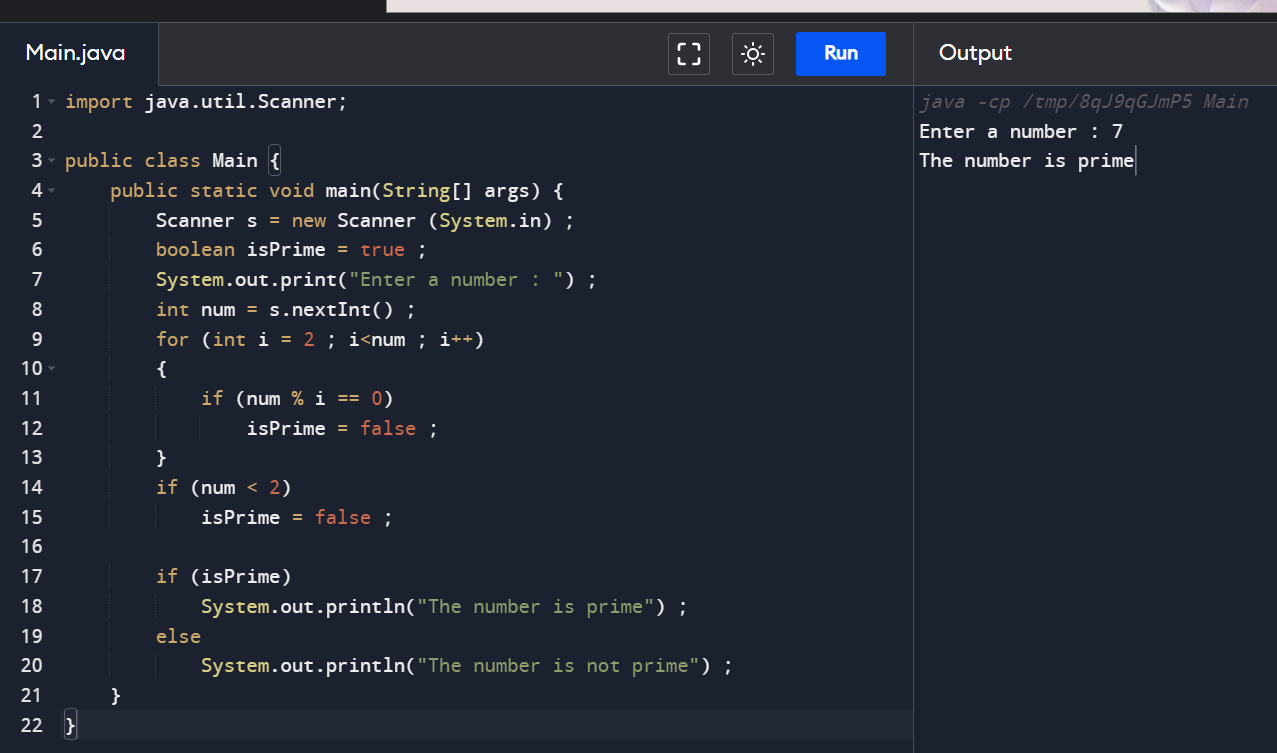 Main.java
Run
Output
1 import java.util.Scanner;
2
3 public class Main {
4 public static void main(String[] args) {
5 Scanner s = new Scanner (System.in) ;
6 boolean isPrime = true ;
7 System.out.print("Enter a number : ") ;
8 int num = s.nextInt() ;
9 for (int i = 2 ; i<num ; i++)
10 {
11 if (num % i == 0)
12 isPrime = false ;
13 }
14 if (num < 2)
15 isPrime = false ;
16
17 if (isPrime)
18 System.out.println("The number is prime") ;
19 else
20 System.out.println("The number is not prime") ;
21 }
22 }
java -cp /tmp/8qJ9qGJmP5 Main
Enter a number : 7
The number is prime